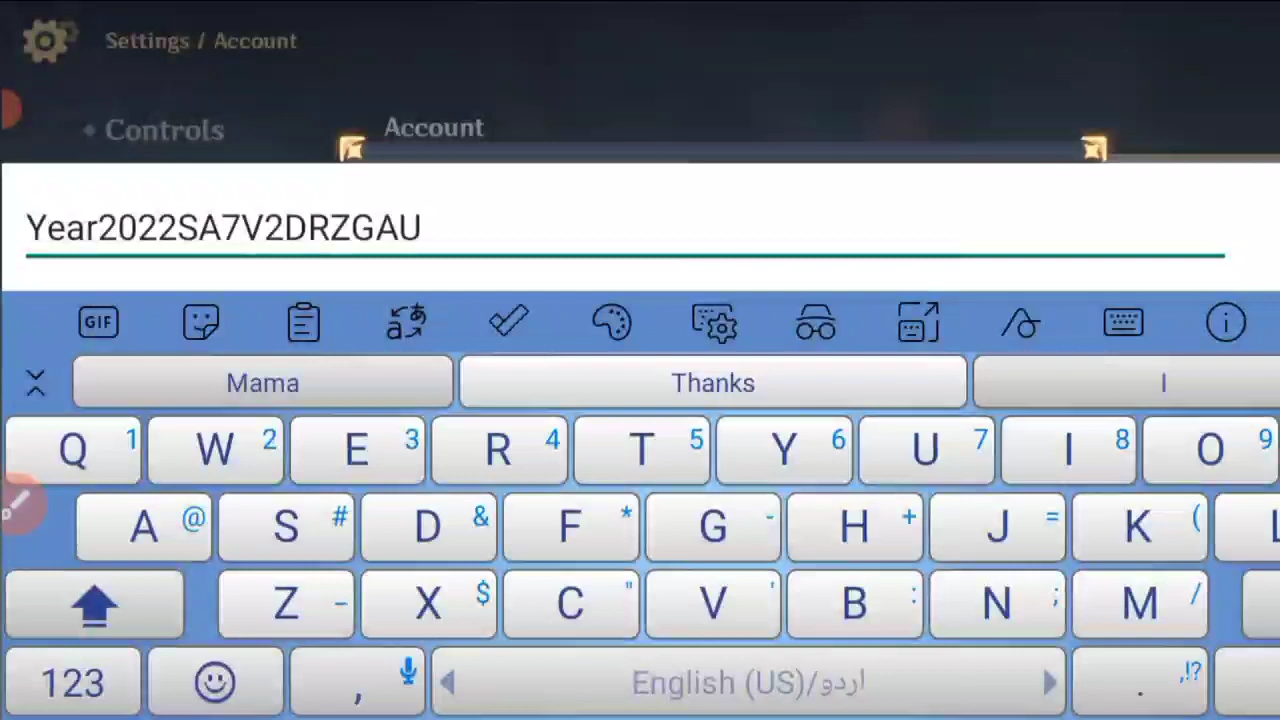 Settings / Account
• Controls
Account
Year2022SA7V2DRZGAU
GIF
Mama
Thanks
I
Q 1 W 2 E 3 R 4 T 5 Y 6 U 7 I 8 O 9
A @ S # D & F * G - H + J = K ( L
Z _ X $ C " V ' B : N ; M /
123 , English (US)/اردو . ,!?